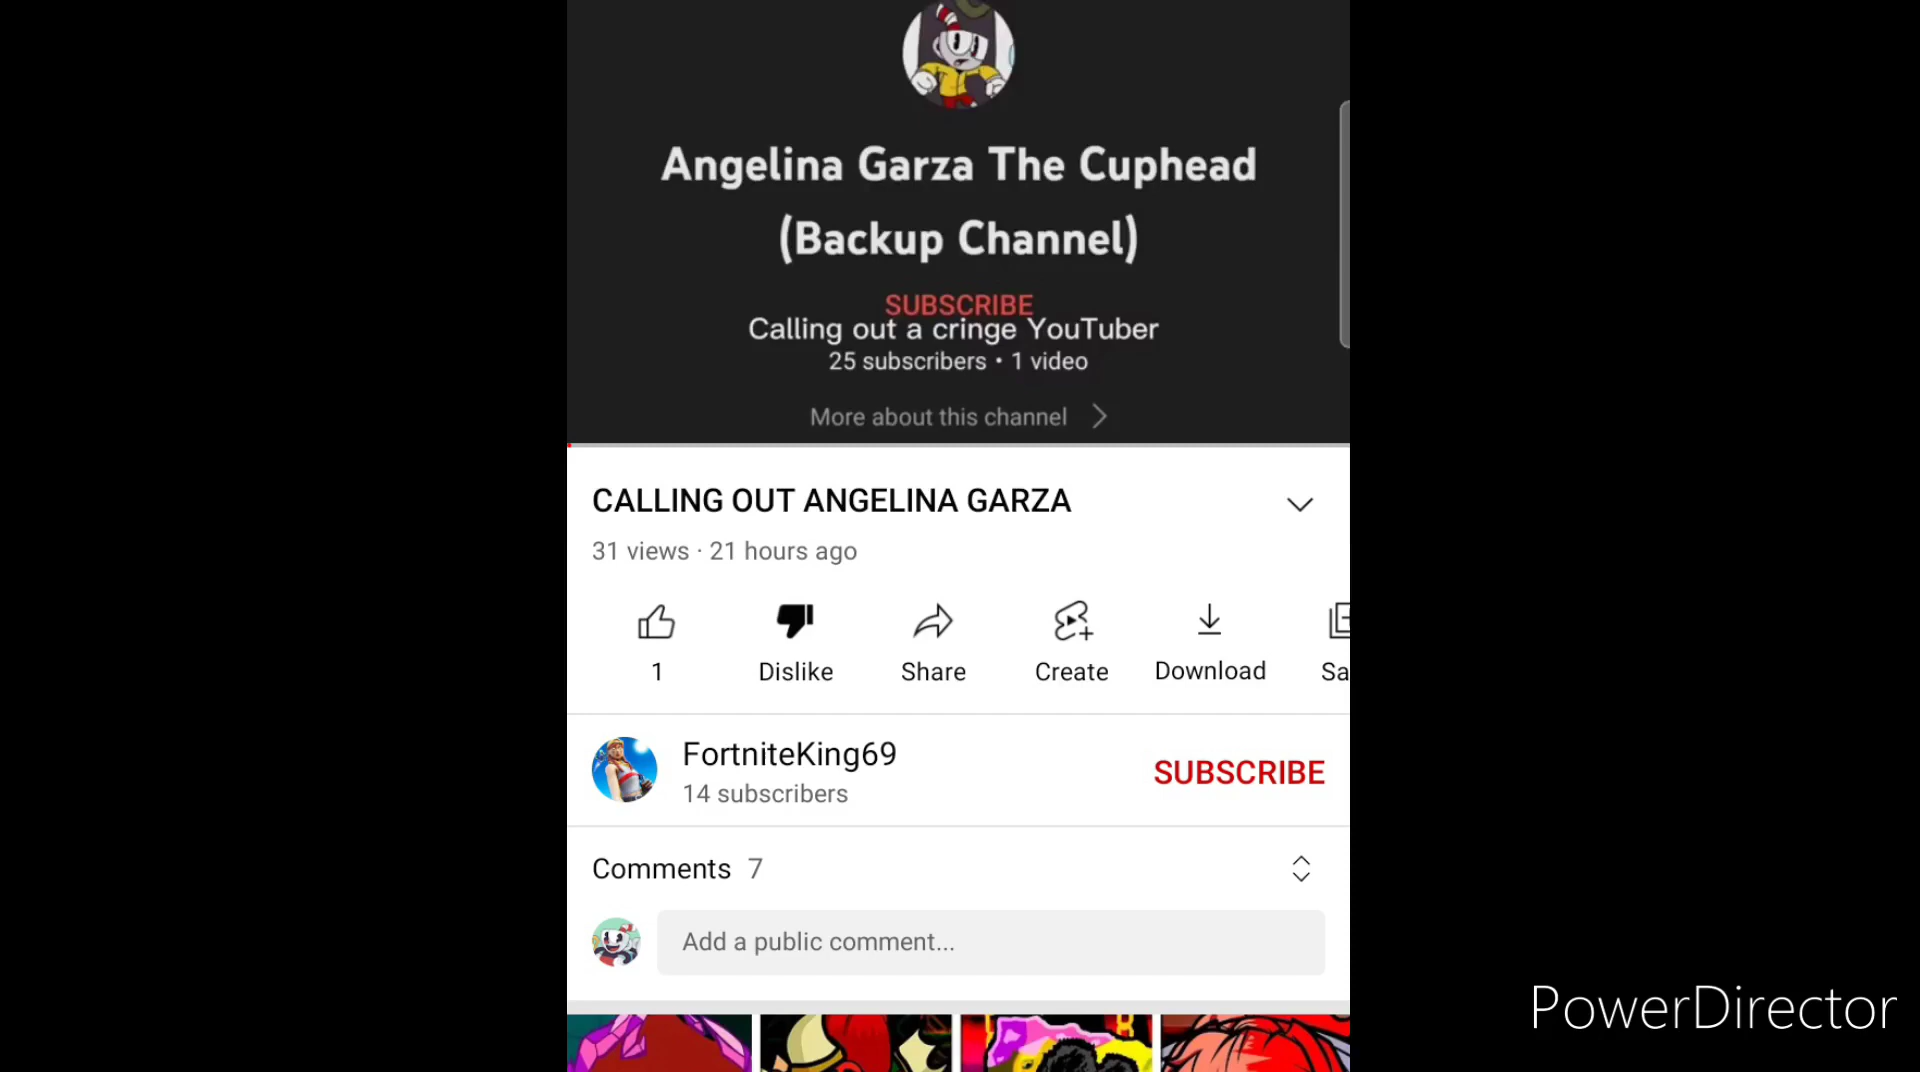 Angelina Garza The Cuphead
(Backup Channel)
SUBSCRIBE
Calling out a cringe YouTuber
25 subscribers • 1 video
More about this channel
CALLING OUT ANGELINA GARZA
31 views · 21 hours ago
1
Dislike
Share
Create
Download
Sa
FortniteKing69
14 subscribers
SUBSCRIBE
Comments 7
Add a public comment...
PowerDirector